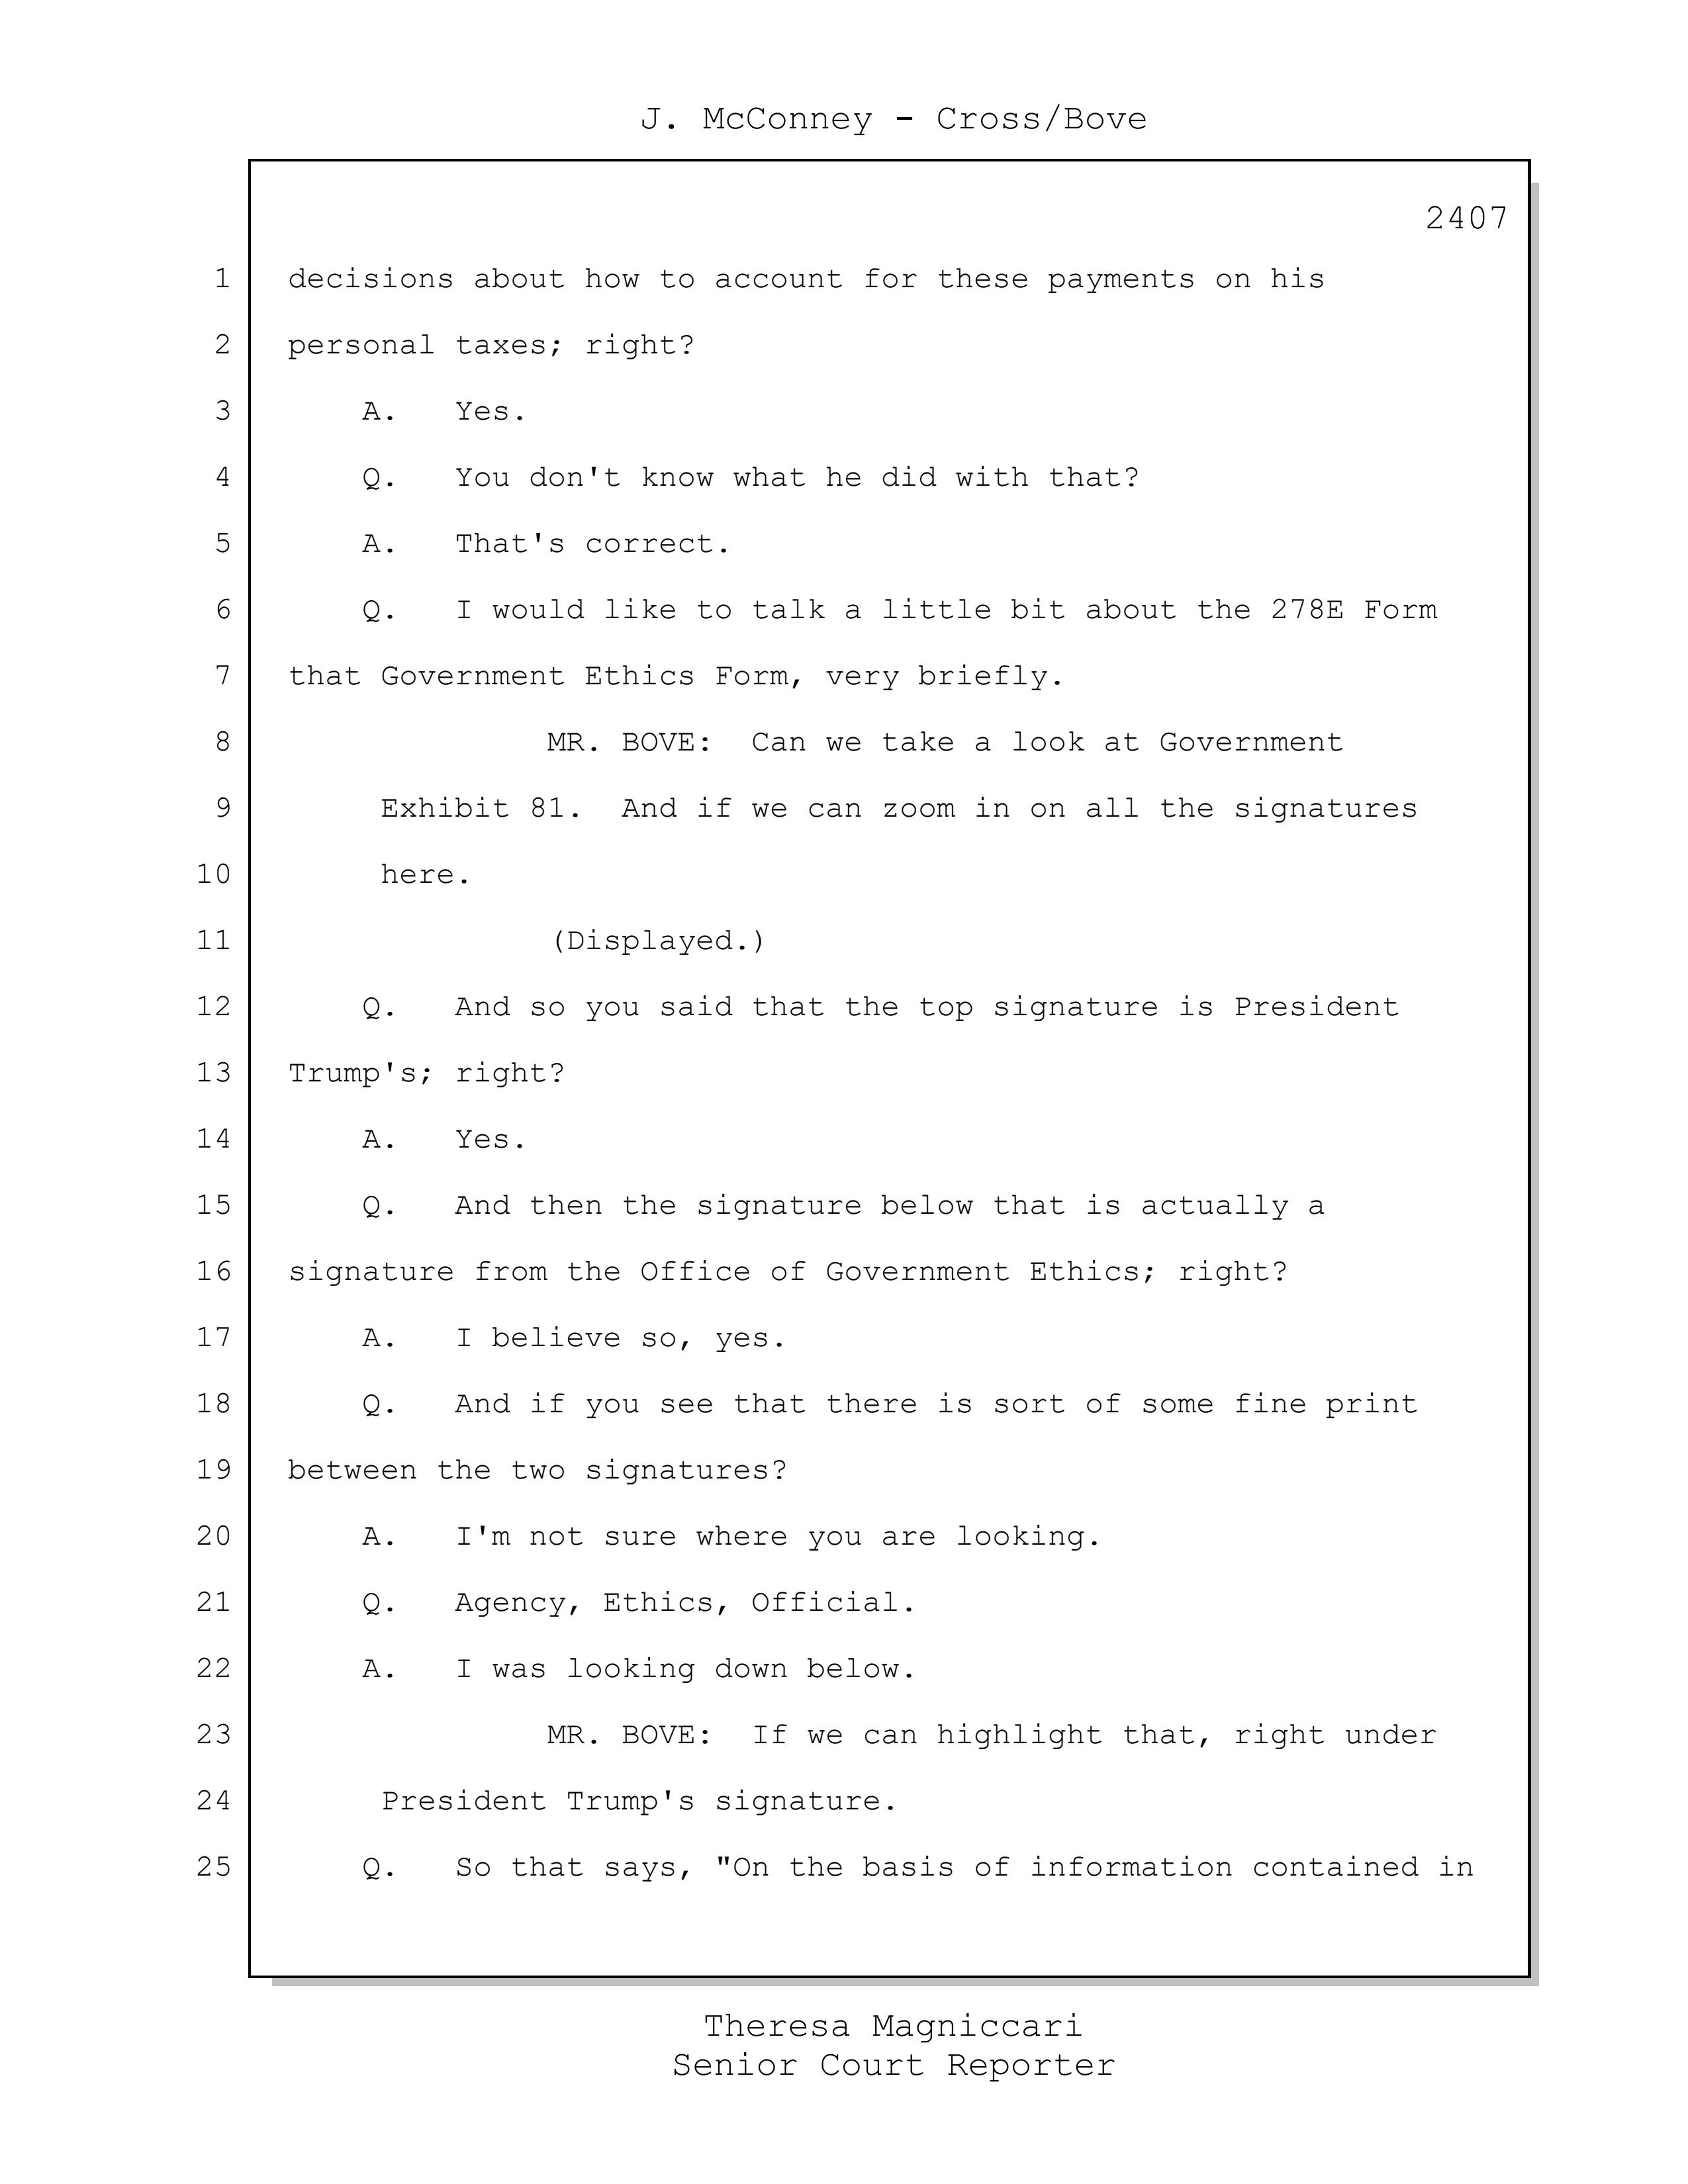 J. McConney - Cross/Bove
2407
1 decisions about how to account for these payments on his
2 personal taxes; right?
3 A. Yes.
4 Q. You don't know what he did with that?
5 A. That's correct.
6 Q. I would like to talk a little bit about the 278E Form
7 that Government Ethics Form, very briefly.
8 MR. BOVE: Can we take a look at Government
9 Exhibit 81. And if we can zoom in on all the signatures
10 here.
11 (Displayed.)
12 Q. And so you said that the top signature is President
13 Trump's; right?
14 A. Yes.
15 Q. And then the signature below that is actually a
16 signature from the Office of Government Ethics; right?
17 A. I believe so, yes.
18 Q. And if you see that there is sort of some fine print
19 between the two signatures?
20 A. I'm not sure where you are looking.
21 Q. Agency, Ethics, Official.
22 A. I was looking down below.
23 MR. BOVE: If we can highlight that, right under
24 President Trump's signature.
25 Q. So that says, "On the basis of information contained in
Theresa Magniccari
Senior Court Reporter